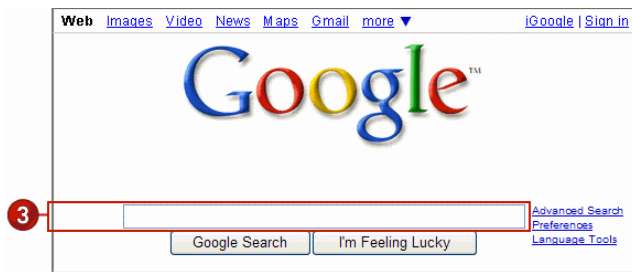 Web Images Video News Maps Gmail more ▼ iGoogle | Sign in
Google™
3
Advanced Search
Preferences
Language Tools
Google Search I'm Feeling Lucky